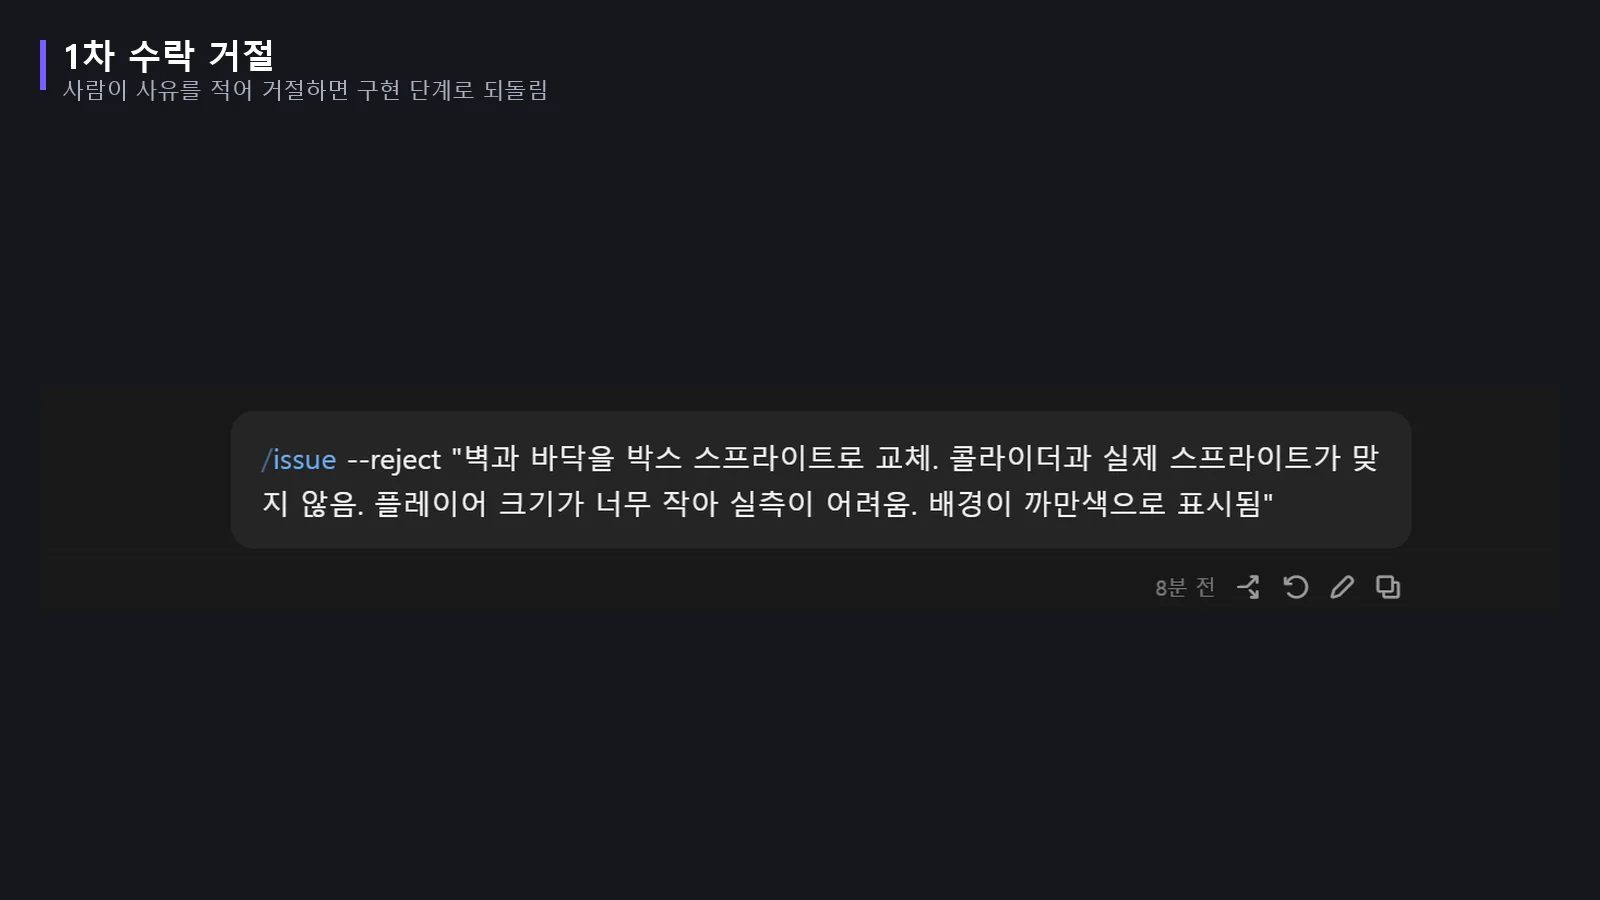 1차 수락 거절
사람이 사유를 적어 거절하면 구현 단계로 되돌림
/issue --reject "벽과 바닥을 박스 스프라이트로 교체. 콜라이더과 실제 스프라이트가 맞
지 않음. 플레이어 크기가 너무 작아 실측이 어려움. 배경이 까만색으로 표시됨"
8분 전